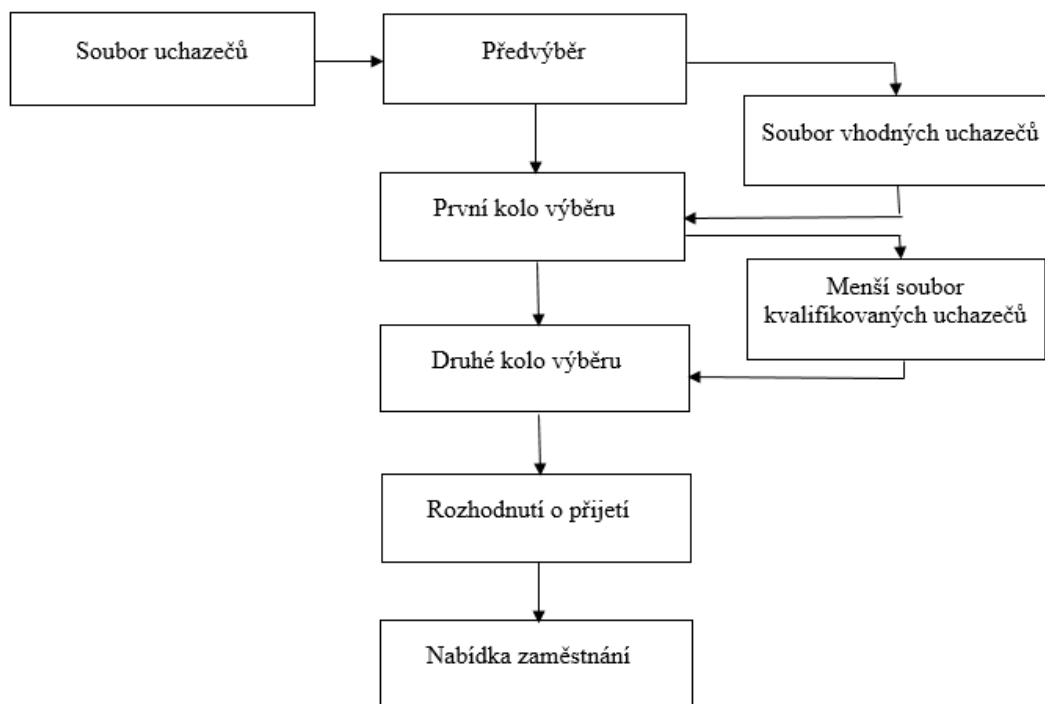 Soubor uchazečů
Předvýběr
Soubor vhodných uchazečů
První kolo výběru
Menší soubor
kvalifikovaných uchazečů
Druhé kolo výběru
Rozhodnutí o přijetí
Nabídka zaměstnání